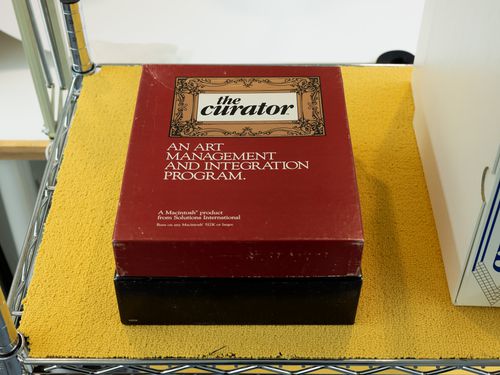 the
curator™
AN ART
MANAGEMENT
AND INTEGRATION
PROGRAM.
A Macintosh® product
from Solutions International
Runs on any Macintosh® 512K or larger